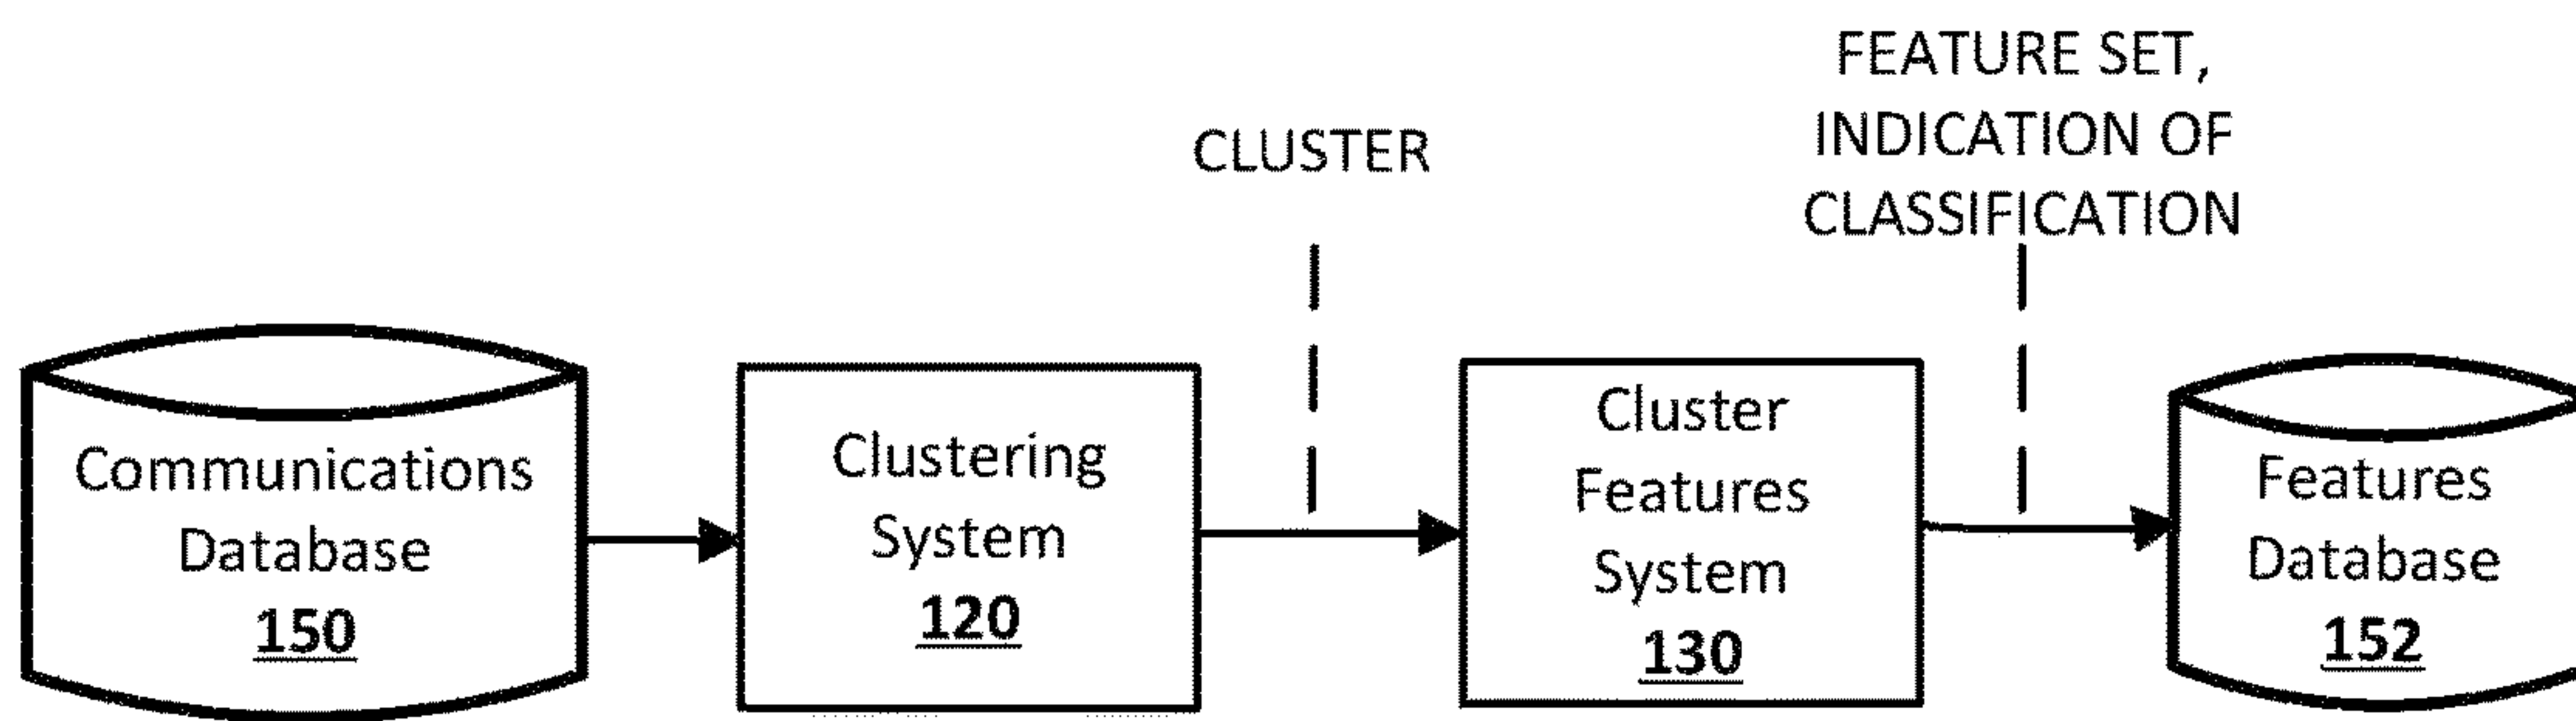 FEATURE SET,
INDICATION OF
CLASSIFICATION
CLUSTER
Communications
Database
150
Clustering
System
120
Cluster
Features
System
130
Features
Database
152